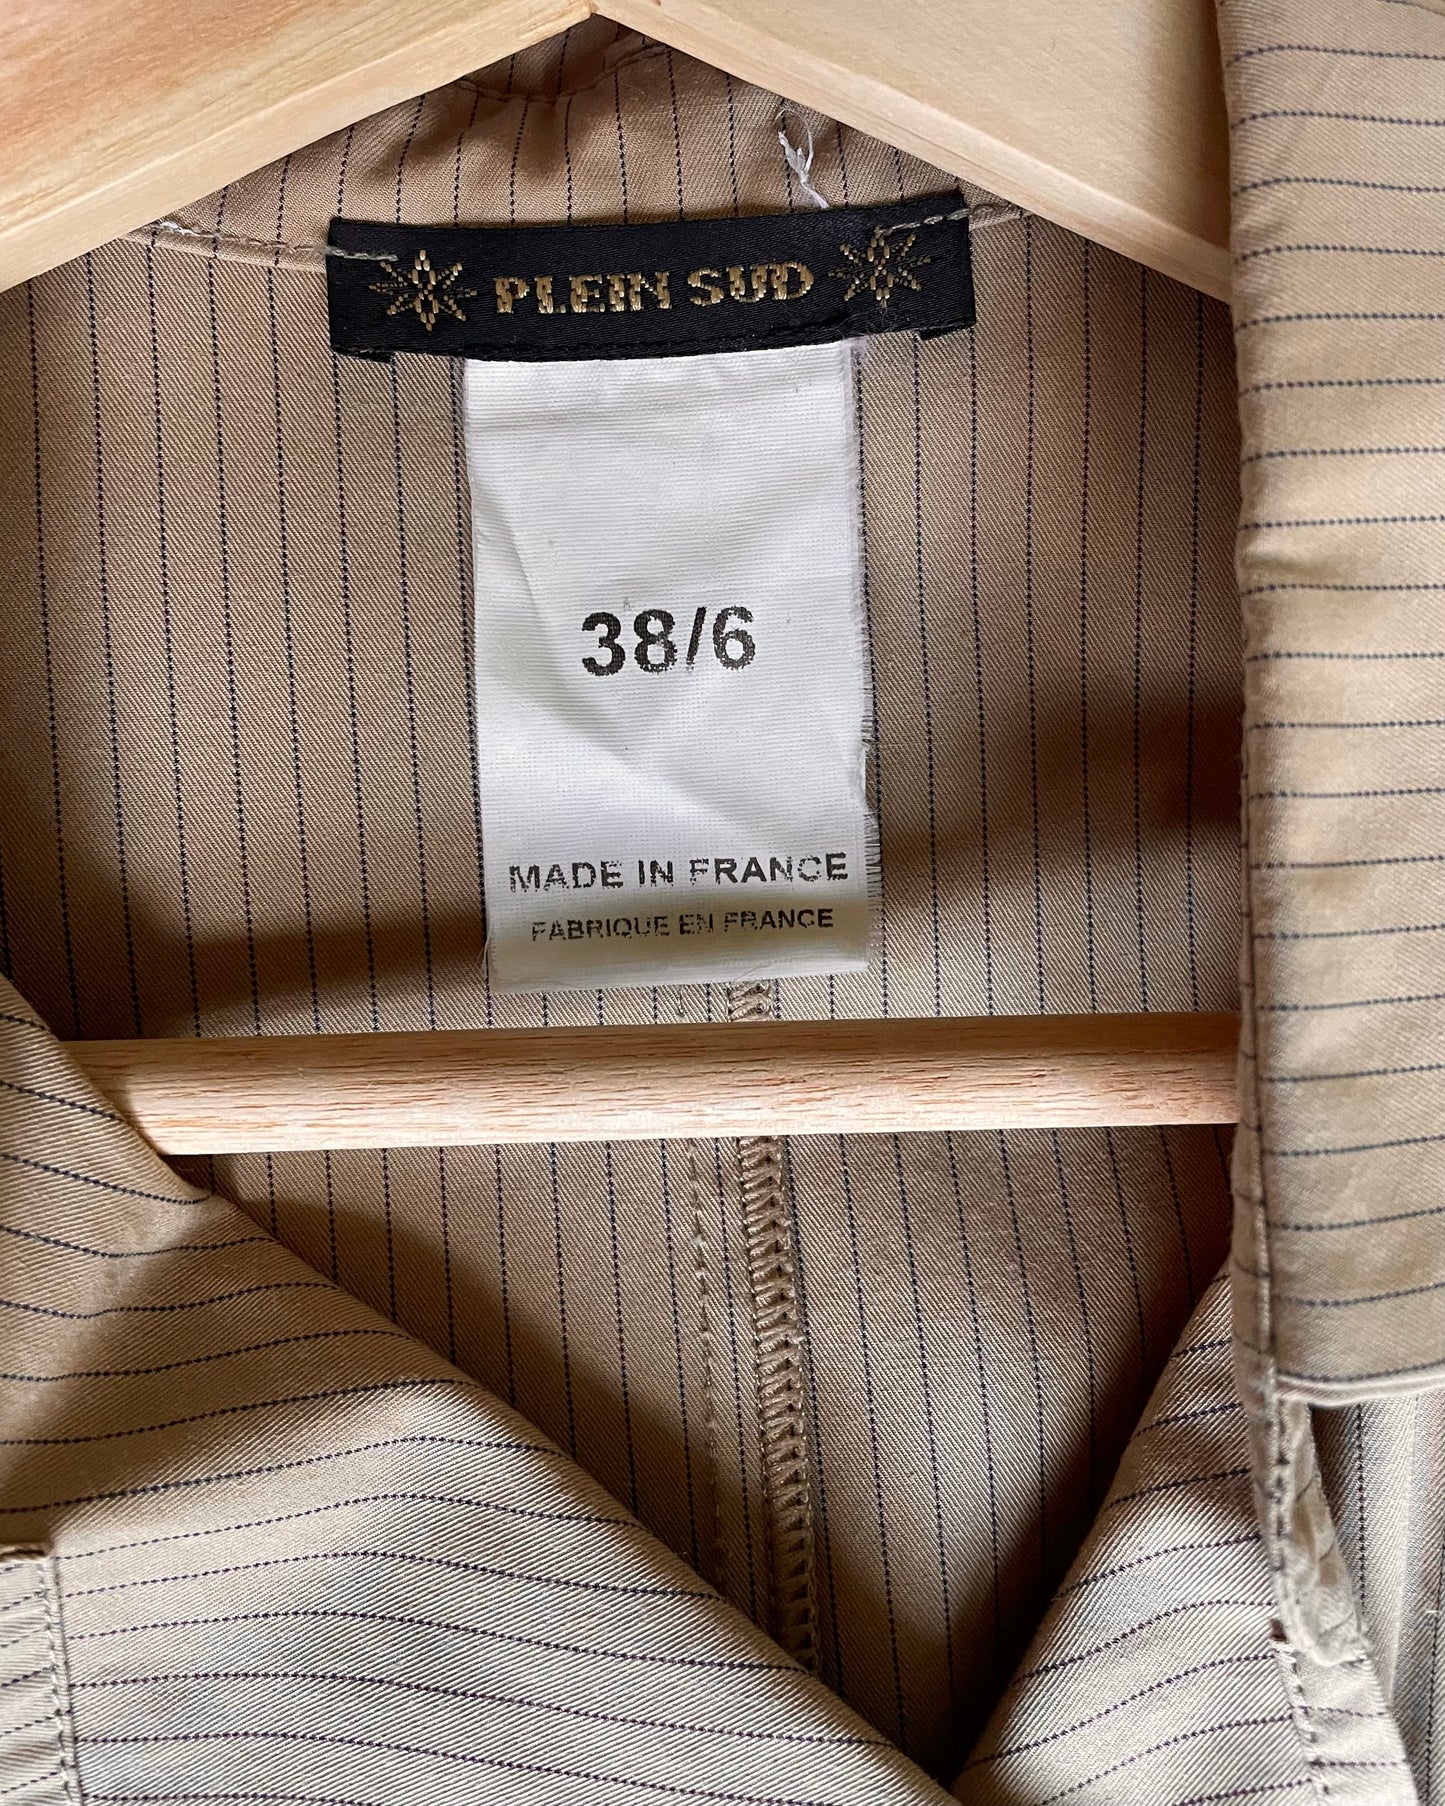 PLEIN SUD
38/6
MADE IN FRANCE
FABRIQUE EN FRANCE